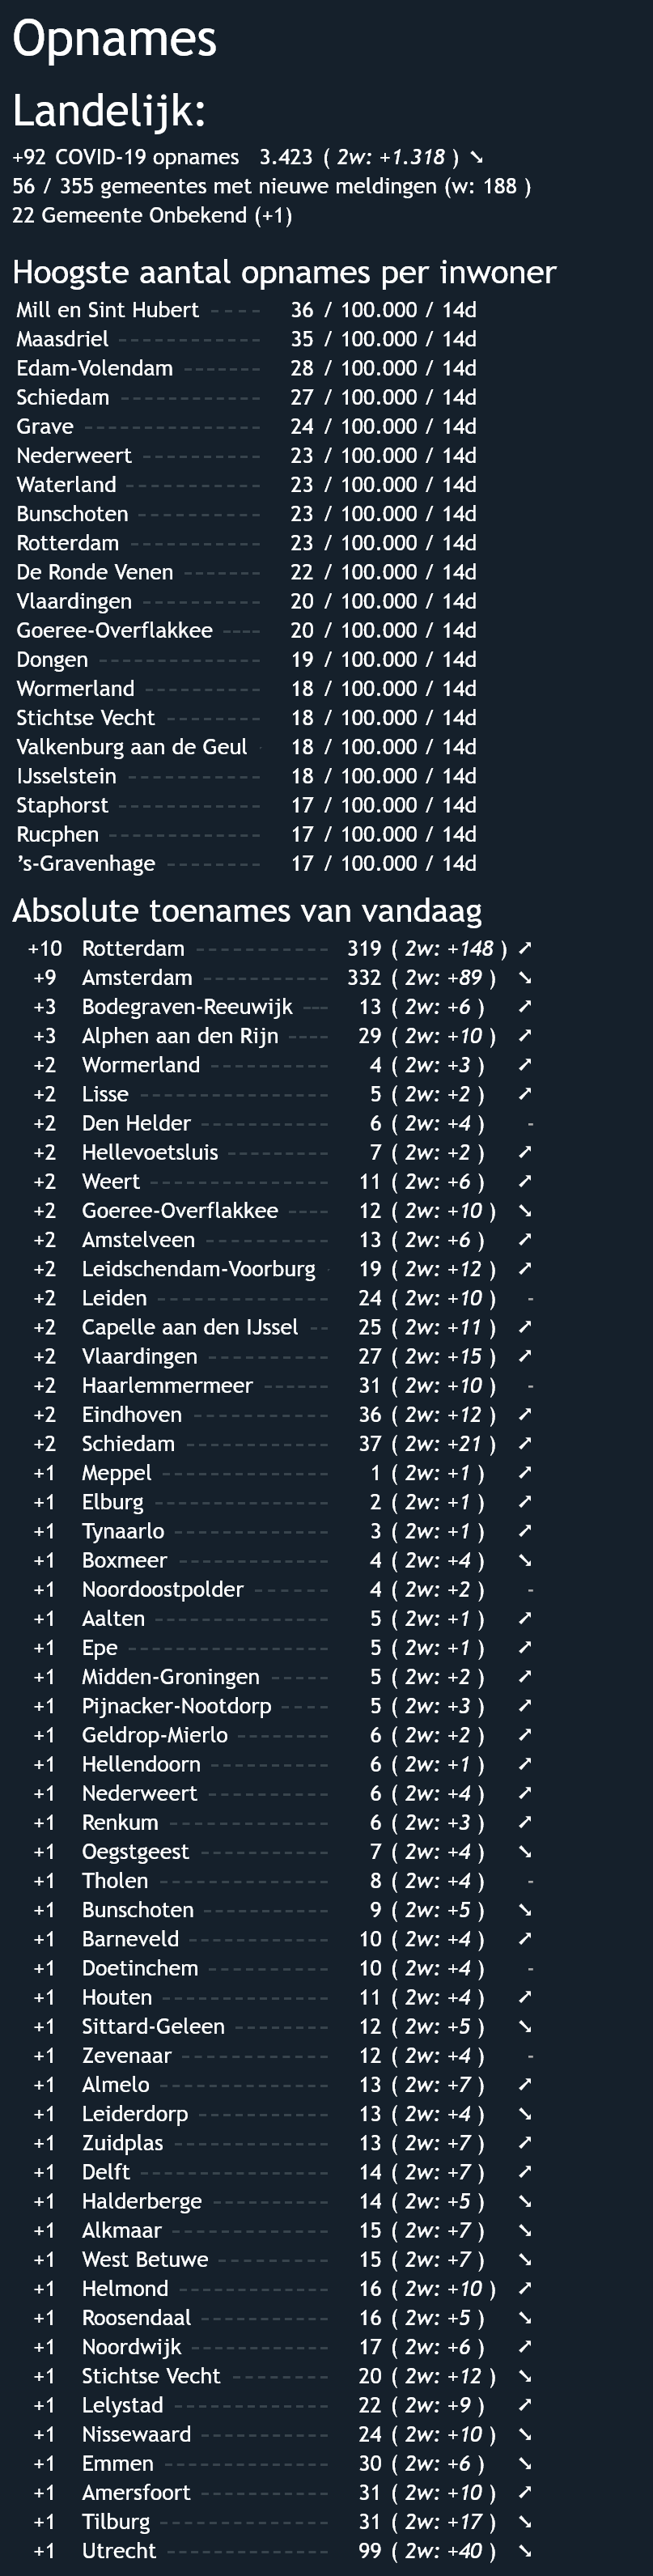 Opnames
Landelijk:
+92 COVID-19 opnames 3.423 ( 2w: +1.318 ) ➘
56 / 355 gemeentes met nieuwe meldingen (w: 188 )
22 Gemeente Onbekend (+1)
Hoogste aantal opnames per inwoner
Mill en Sint Hubert ---- 36 / 100.000 / 14d
Maasdriel ------------ 35 / 100.000 / 14d
Edam-Volendam ------- 28 / 100.000 / 14d
Schiedam ------------ 27 / 100.000 / 14d
Grave --------------- 24 / 100.000 / 14d
Nederweert ---------- 23 / 100.000 / 14d
Waterland ----------- 23 / 100.000 / 14d
Bunschoten ---------- 23 / 100.000 / 14d
Rotterdam ----------- 23 / 100.000 / 14d
De Ronde Venen ------- 22 / 100.000 / 14d
Vlaardingen ---------- 20 / 100.000 / 14d
Goeree-Overflakkee ---- 20 / 100.000 / 14d
Dongen -------------- 19 / 100.000 / 14d
Wormerland ---------- 18 / 100.000 / 14d
Stichtse Vecht -------- 18 / 100.000 / 14d
Valkenburg aan de Geul - 18 / 100.000 / 14d
IJsselstein ----------- 18 / 100.000 / 14d
Staphorst ------------ 17 / 100.000 / 14d
Rucphen ------------- 17 / 100.000 / 14d
’s-Gravenhage -------- 17 / 100.000 / 14d
Absolute toenames van vandaag
+10 Rotterdam ------------ 319 ( 2w: +148 ) ➚
+9 Amsterdam ----------- 332 ( 2w: +89 ) ➘
+3 Bodegraven-Reeuwijk --- 13 ( 2w: +6 ) ➚
+3 Alphen aan den Rijn ---- 29 ( 2w: +10 ) ➚
+2 Wormerland ---------- 4 ( 2w: +3 ) ➚
+2 Lisse ----------------- 5 ( 2w: +2 ) ➚
+2 Den Helder ----------- 6 ( 2w: +4 ) -
+2 Hellevoetsluis --------- 7 ( 2w: +2 ) ➚
+2 Weert ---------------- 11 ( 2w: +6 ) ➚
+2 Goeree-Overflakkee ---- 12 ( 2w: +10 ) ➘
+2 Amstelveen ----------- 13 ( 2w: +6 ) ➚
+2 Leidschendam-Voorburg - 19 ( 2w: +12 ) ➚
+2 Leiden --------------- 24 ( 2w: +10 ) -
+2 Capelle aan den IJssel -- 25 ( 2w: +11 ) ➚
+2 Vlaardingen ----------- 27 ( 2w: +15 ) ➚
+2 Haarlemmermeer ------ 31 ( 2w: +10 ) -
+2 Eindhoven ------------ 36 ( 2w: +12 ) ➚
+2 Schiedam ------------- 37 ( 2w: +21 ) ➚
+1 Meppel --------------- 1 ( 2w: +1 ) ➚
+1 Elburg --------------- 2 ( 2w: +1 ) ➚
+1 Tynaarlo ------------- 3 ( 2w: +1 ) ➚
+1 Boxmeer ------------- 4 ( 2w: +4 ) ➘
+1 Noordoostpolder ------- 4 ( 2w: +2 ) -
+1 Aalten --------------- 5 ( 2w: +1 ) ➚
+1 Epe ------------------ 5 ( 2w: +1 ) ➚
+1 Midden-Groningen ----- 5 ( 2w: +2 ) ➚
+1 Pijnacker-Nootdorp ---- 5 ( 2w: +3 ) ➚
+1 Geldrop-Mierlo -------- 6 ( 2w: +2 ) ➚
+1 Hellendoorn ---------- 6 ( 2w: +1 ) ➚
+1 Nederweert ----------- 6 ( 2w: +4 ) ➚
+1 Renkum -------------- 6 ( 2w: +3 ) ➚
+1 Oegstgeest ----------- 7 ( 2w: +4 ) ➘
+1 Tholen --------------- 8 ( 2w: +4 ) -
+1 Bunschoten ----------- 9 ( 2w: +5 ) ➘
+1 Barneveld ------------ 10 ( 2w: +4 ) ➚
+1 Doetinchem ---------- 10 ( 2w: +4 ) -
+1 Houten --------------- 11 ( 2w: +4 ) ➚
+1 Sittard-Geleen --------- 12 ( 2w: +5 ) ➘
+1 Zevenaar ------------- 12 ( 2w: +4 ) -
+1 Almelo --------------- 13 ( 2w: +7 ) ➚
+1 Leiderdorp ----------- 13 ( 2w: +4 ) ➘
+1 Zuidplas ------------- 13 ( 2w: +7 ) ➚
+1 Delft ---------------- 14 ( 2w: +7 ) ➚
+1 Halderberge ---------- 14 ( 2w: +5 ) ➘
+1 Alkmaar ------------- 15 ( 2w: +7 ) ➘
+1 West Betuwe --------- 15 ( 2w: +7 ) ➘
+1 Helmond ------------- 16 ( 2w: +10 ) ➚
+1 Roosendaal ----------- 16 ( 2w: +5 ) ➘
+1 Noordwijk ------------ 17 ( 2w: +6 ) ➚
+1 Stichtse Vecht -------- 20 ( 2w: +12 ) ➘
+1 Lelystad ------------- 22 ( 2w: +9 ) ➚
+1 Nissewaard ----------- 24 ( 2w: +10 ) ➘
+1 Emmen -------------- 30 ( 2w: +6 ) ➘
+1 Amersfoort ----------- 31 ( 2w: +10 ) ➚
+1 Tilburg --------------- 31 ( 2w: +17 ) ➘
+1 Utrecht -------------- 99 ( 2w: +40 ) ➘